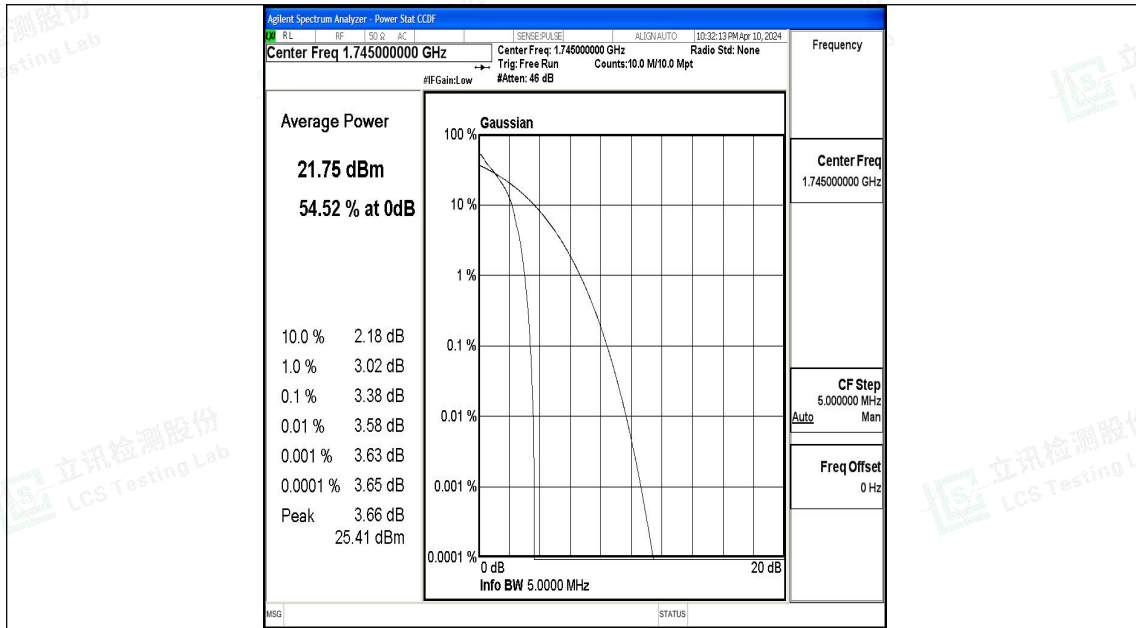 Agilent Spectrum Analyzer - Power Stat CCDF
RL RF 50 Ω AC SENSE:PULSE ALIGN AUTO 10:32:13 PM Apr 10, 2024
Center Freq 1.745000000 GHz
Center Freq: 1.745000000 GHz Radio Std: None
Trig: Free Run Counts:10.0 M/10.0 Mpt
#IFGain:Low #Atten: 46 dB
Frequency
Average Power
21.75 dBm
54.52 % at 0dB
10.0 % 2.18 dB
1.0 % 3.02 dB
0.1 % 3.38 dB
0.01 % 3.58 dB
0.001 % 3.63 dB
0.0001 % 3.65 dB
Peak 3.66 dB
25.41 dBm
Gaussian
100 %
10 %
1 %
0.1 %
0.01 %
0.001 %
0.0001 %
0 dB 20 dB
Info BW 5.0000 MHz
Center Freq
1.745000000 GHz
CF Step
5.000000 MHz
Auto Man
Freq Offset
0 Hz
MSG STATUS
立讯检测股份
LCS Testing Lab
立讯检测股份
LCS Testing L